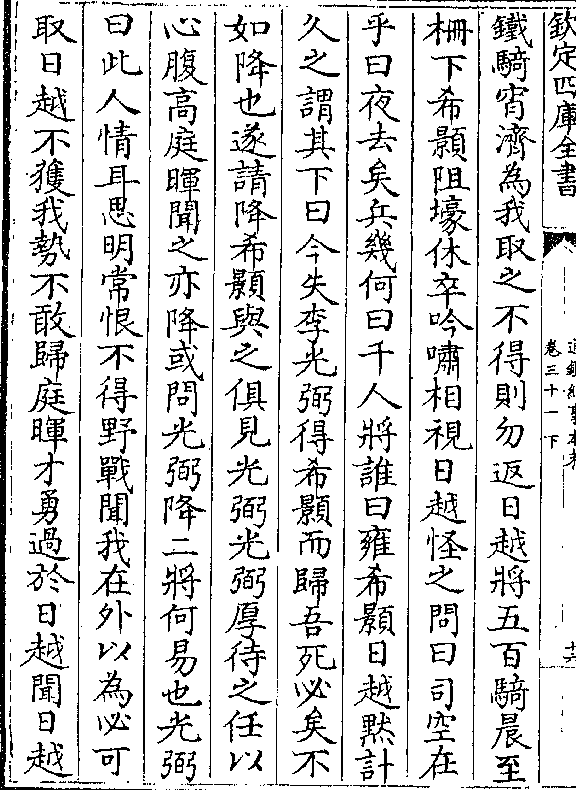 欽定四庫全書
卷三十一下
鐵騎宵濟為我取之不得則勿返日越將五百騎晨至
柵下希顥阻壕休卒吟嘯相視日越怪之問曰司空在
乎曰夜去矣兵幾何曰千人將誰曰雍希顥日越黙計
久之謂其下曰今失李光弼得希顥而歸吾死必矣不
如降也遂請降希顥與之俱見光弼光弼厚待之任以
心腹高庭暉聞之亦降或問光弼降二將何易也光弼
曰此人情耳思明常恨不得野戰聞我在外以為必可
取日越不獲我勢不敢歸庭暉才勇過於日越聞日越